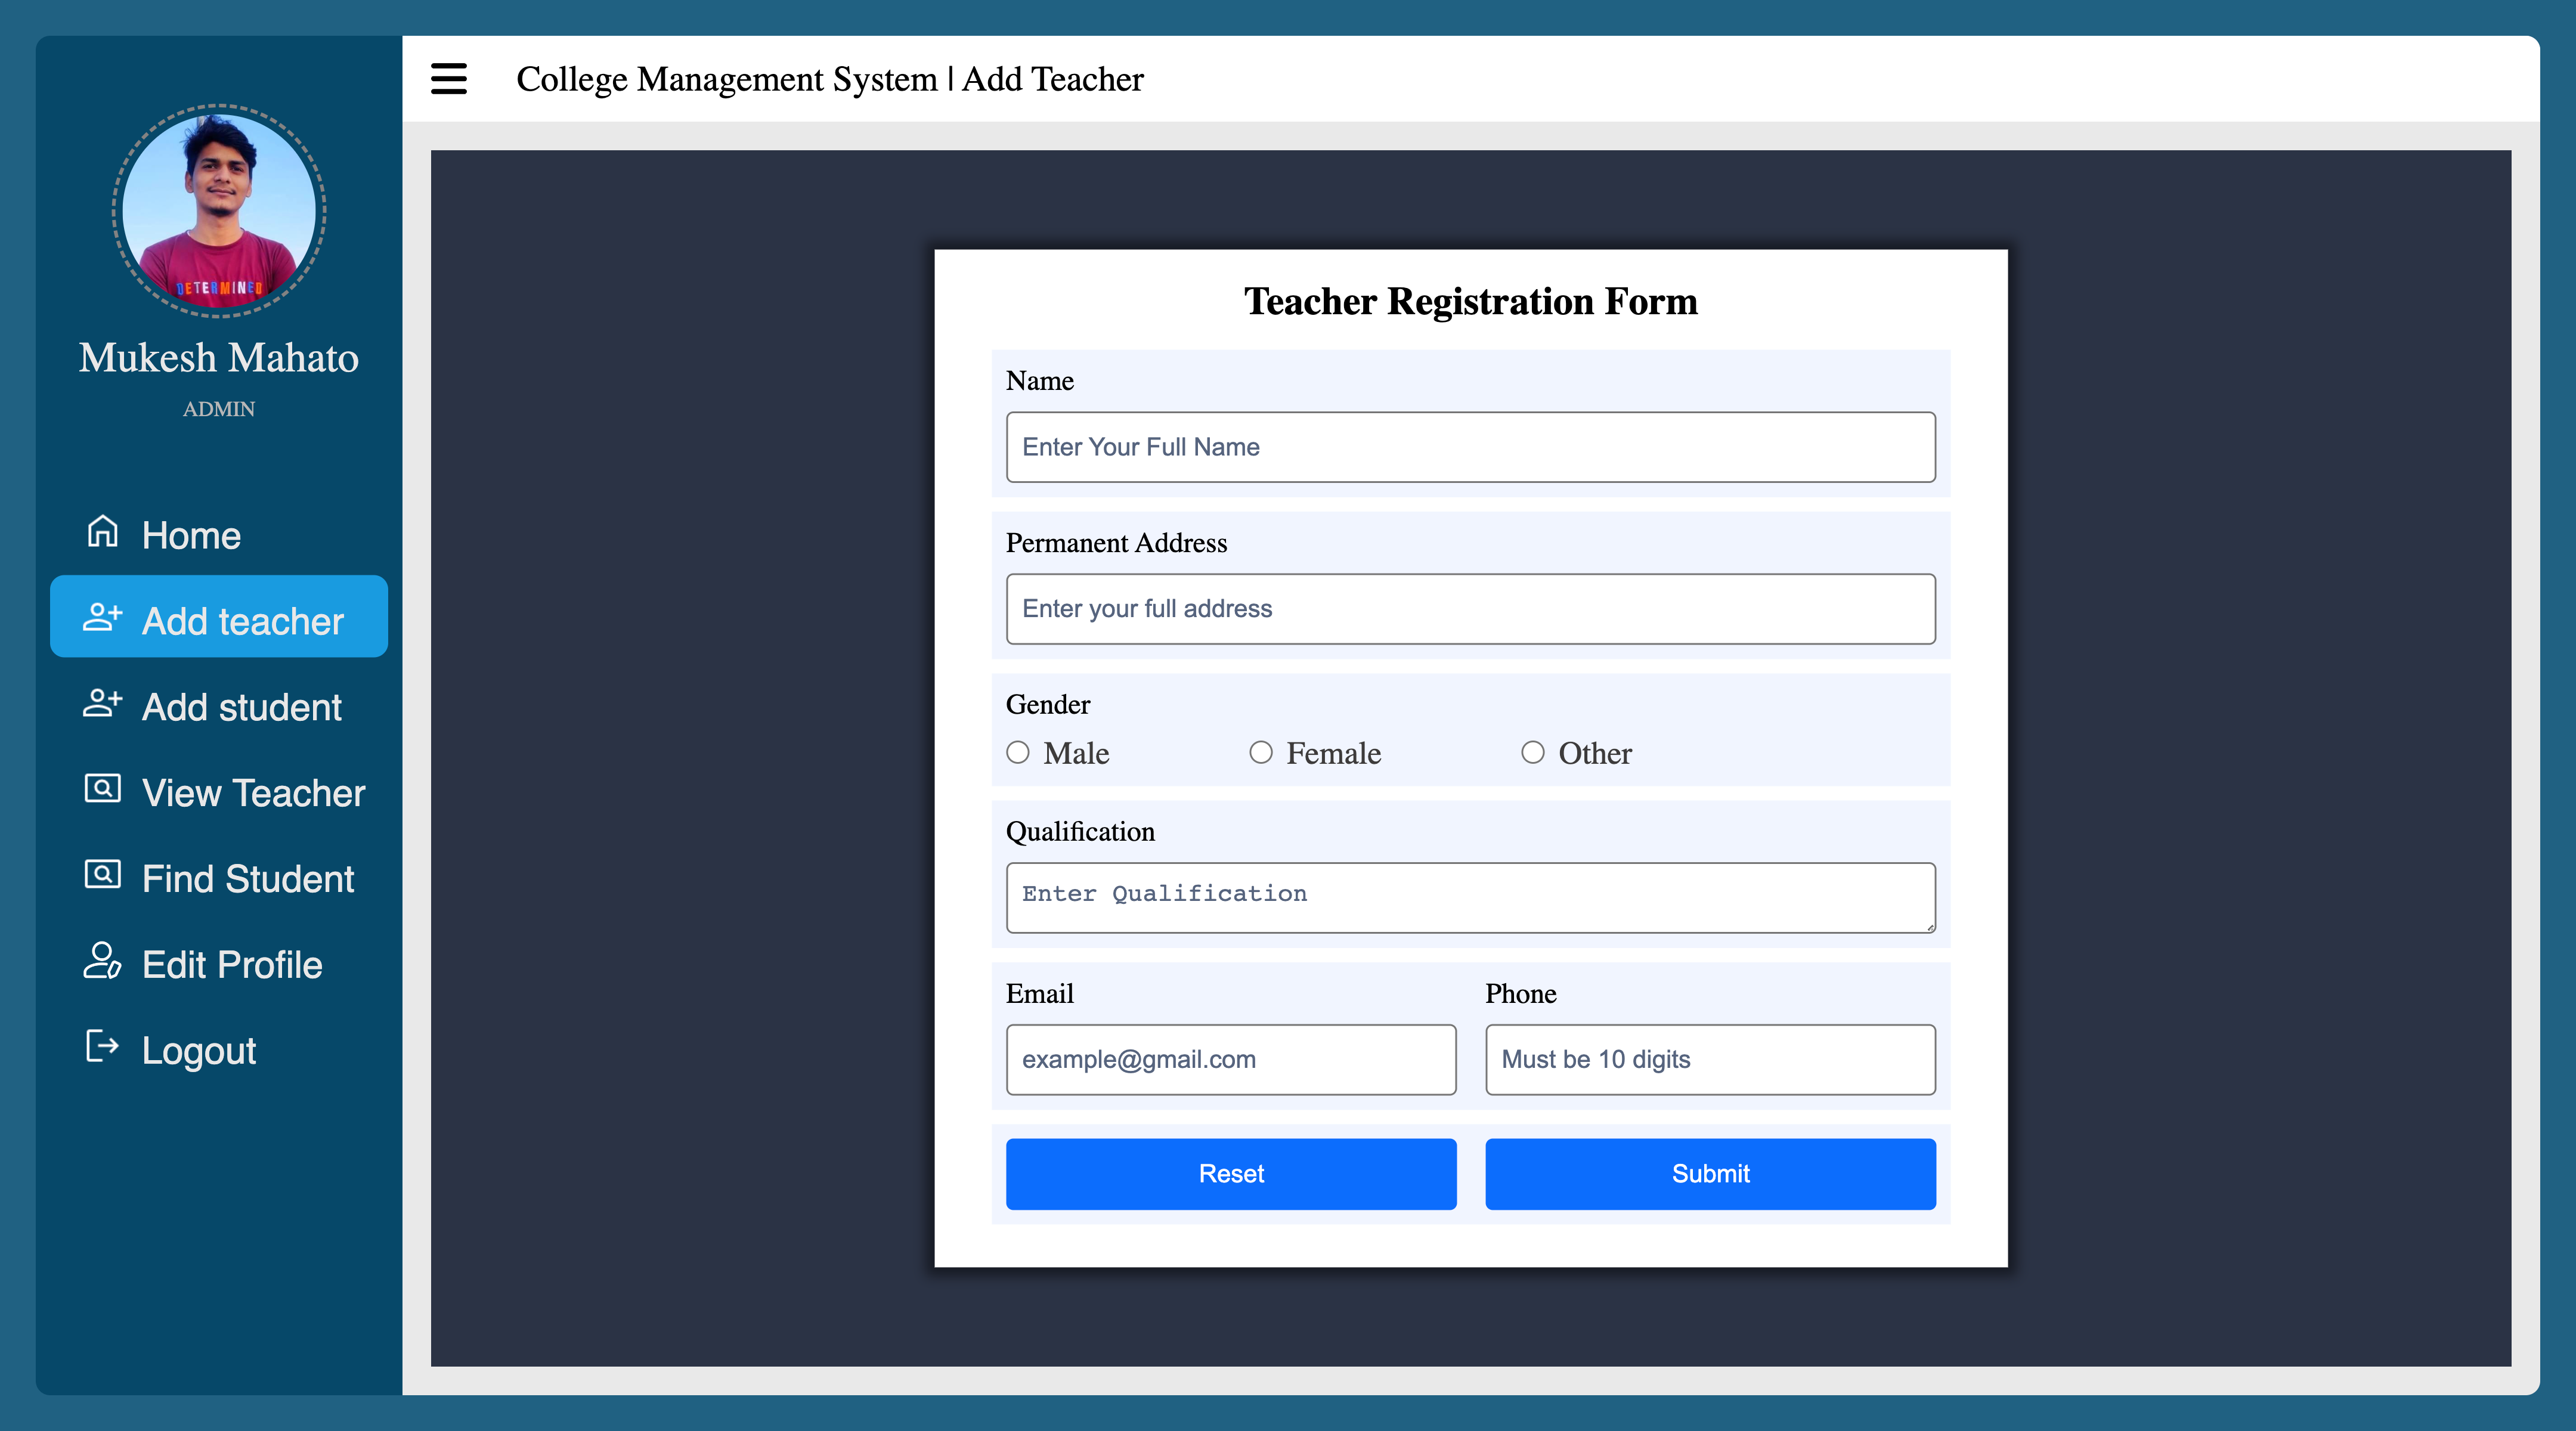 College Management System | Add Teacher
DETERMINED
Mukesh Mahato
ADMIN
Home
Add teacher
Add student
View Teacher
Find Student
Edit Profile
Logout
Teacher Registration Form
Name
Enter Your Full Name
Permanent Address
Enter your full address
Gender
Male Female Other
Qualification
Enter Qualification
Email Phone
example@gmail.com Must be 10 digits
Reset Submit